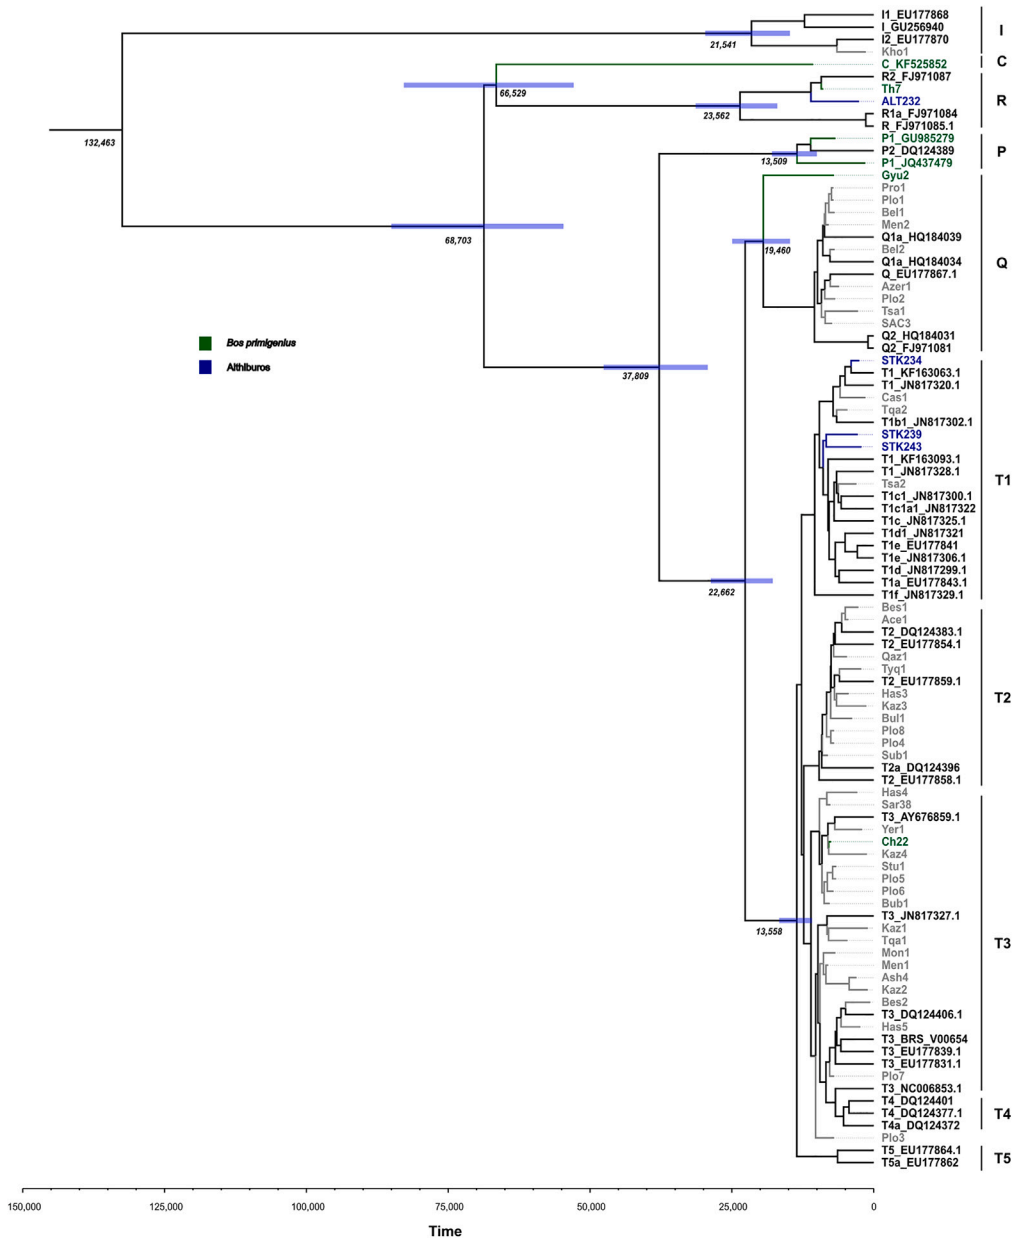 I1_EU177868
I_GU256940
I2_EU177870
Kho1
I
21,541
C_KF525852
C
66,529
R2_FJ971087
Th7
ALT232
R1a_FJ971084
R_FJ971085.1
R
23,562
132,463
P1_GU985279
P2_DQ124389
P1_JQ437479
P
13,509
Gyu2
Pro1
Plo1
Bel1
Men2
Q1a_HQ184039
Bel2
Q1a_HQ184034
Q_EU177867.1
Azer1
Plo2
Tsa1
SAC3
Q2_HQ184031
Q2_FJ971081
Q
68,703
19,460
Bos primigenius
Althiburos
37,809
STK234
T1_KF163063.1
T1_JN817320.1
Cas1
Tqa2
T1b1_JN817302.1
STK239
STK243
T1_KF163093.1
T1_JN817328.1
Tsa2
T1c1_JN817300.1
T1c1a1_JN817322
T1c_JN817325.1
T1d1_JN817321
T1e_EU177841
T1e_JN817306.1
T1d_JN817299.1
T1a_EU177843.1
T1f_JN817329.1
T1
22,662
Bes1
Ace1
T2_DQ124383.1
T2_EU177854.1
Qaz1
Tyq1
T2_EU177859.1
Has3
Kaz3
Bul1
Plo8
Plo4
Sub1
T2a_DQ124396
T2_EU177858.1
T2
Has4
Sar38
T3_AY676859.1
Yer1
Ch22
Kaz4
Stu1
Plo5
Plo6
Bub1
T3_JN817327.1
Kaz1
Tqa1
Mon1
Men1
Ash4
Kaz2
Bes2
T3_DQ124406.1
Has5
T3_BRS_V00654
T3_EU177839.1
T3_EU177831.1
Plo7
T3_NC006853.1
T3
13,558
T4_DQ124401
T4_DQ124377.1
T4a_DQ124372
T4
Plo3
T5_EU177864.1
T5a_EU177862
T5
150,000 125,000 100,000 75,000 50,000 25,000 0
Time